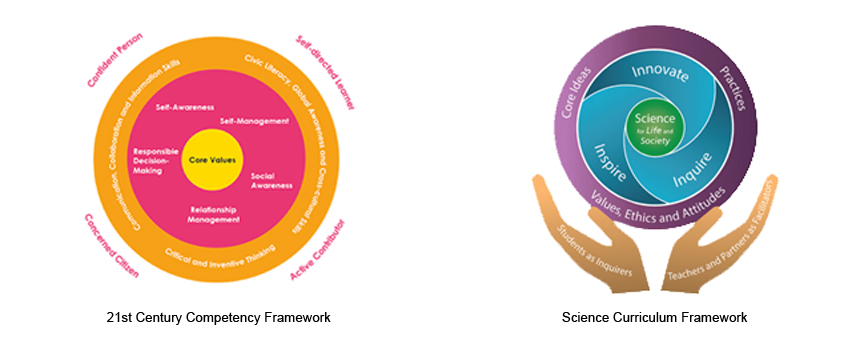 Confident Person
Self-directed Learner
Communication, Collaboration and Information Skills
Civic Literacy, Global Awareness and Cross-cultural Skills
Self-Awareness
Self-Management
Responsible
Decision-
Making
Core Values
Social
Awareness
Relationship
Management
Critical and Inventive Thinking
Concerned Citizen
Active Contributor
21st Century Competency Framework
Core Ideas
Practices
Innovate
Science
for Life and
Society
Inspire
Inquire
Values, Ethics and Attitudes
Students as Inquirers
Teachers and Partners as Facilitators
Science Curriculum Framework